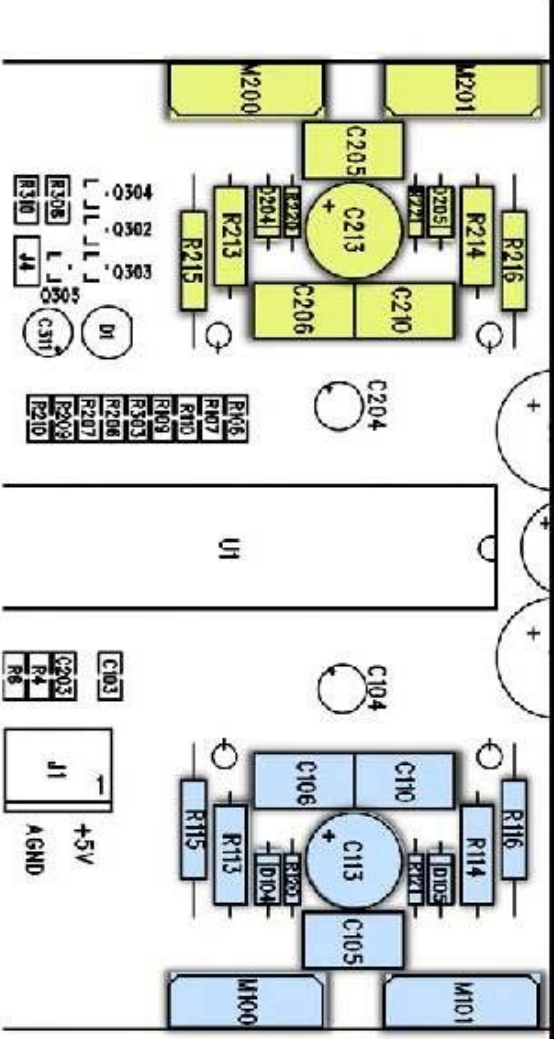 M200
M201
C205
R310
R308
Q304
Q302
J4
Q303
Q305
R215
R213
D204
R220
+
C213
R221
D205
R214
R216
C206
C210
C311
D1
R210
R209
R207
R206
R303
R109
R110
R107
R106
C204
+
U1
+
+
R6
R4
C203
C103
C104
J1
1
+5V
AGND
C106
C110
R115
R113
D104
R120
+
C113
R121
D105
R114
R116
C105
M100
M101